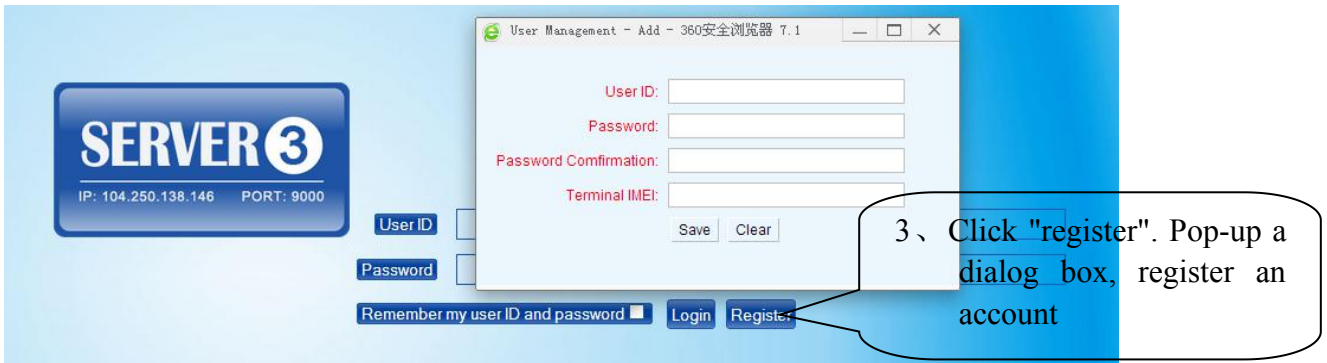 User Management - Add - 360安全浏览器 7.1
User ID:
Password:
Password Comfirmation:
Terminal IMEI:
Save Clear
SERVER 3
IP: 104.250.138.146 PORT: 9000
User ID
Password
Remember my user ID and password
Login Register
3、Click "register". Pop-up a
dialog box, register an
account